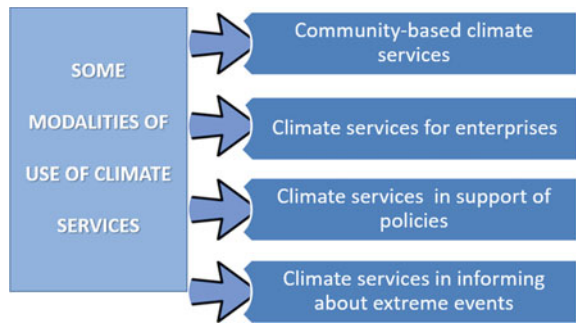 SOME
MODALITIES OF
USE OF CLIMATE
SERVICES
Community-based climate
services
Climate services for enterprises
Climate services in support of
policies
Climate services in informing
about extreme events